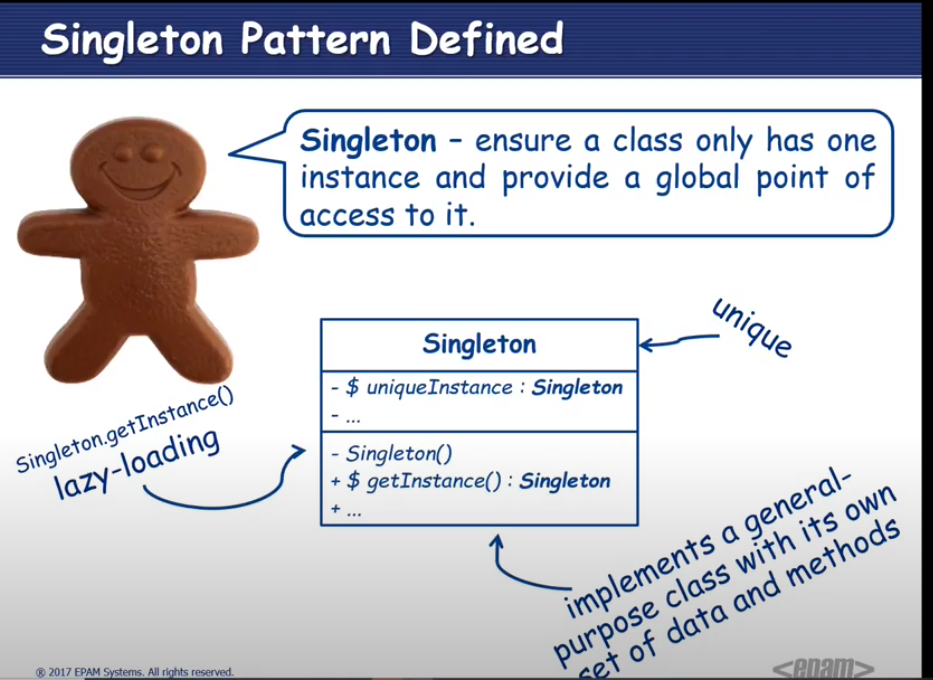 Singleton Pattern Defined
Singleton – ensure a class only has one
instance and provide a global point of
access to it.
unique
Singleton
- $ uniqueInstance : Singleton
- ...
- Singleton()
+ $ getInstance() : Singleton
+ ...
Singleton.getInstance()
lazy-loading
implements a general-
purpose class with its own
set of data and methods
® 2017 EPAM Systems. All rights reserved.
<epam>